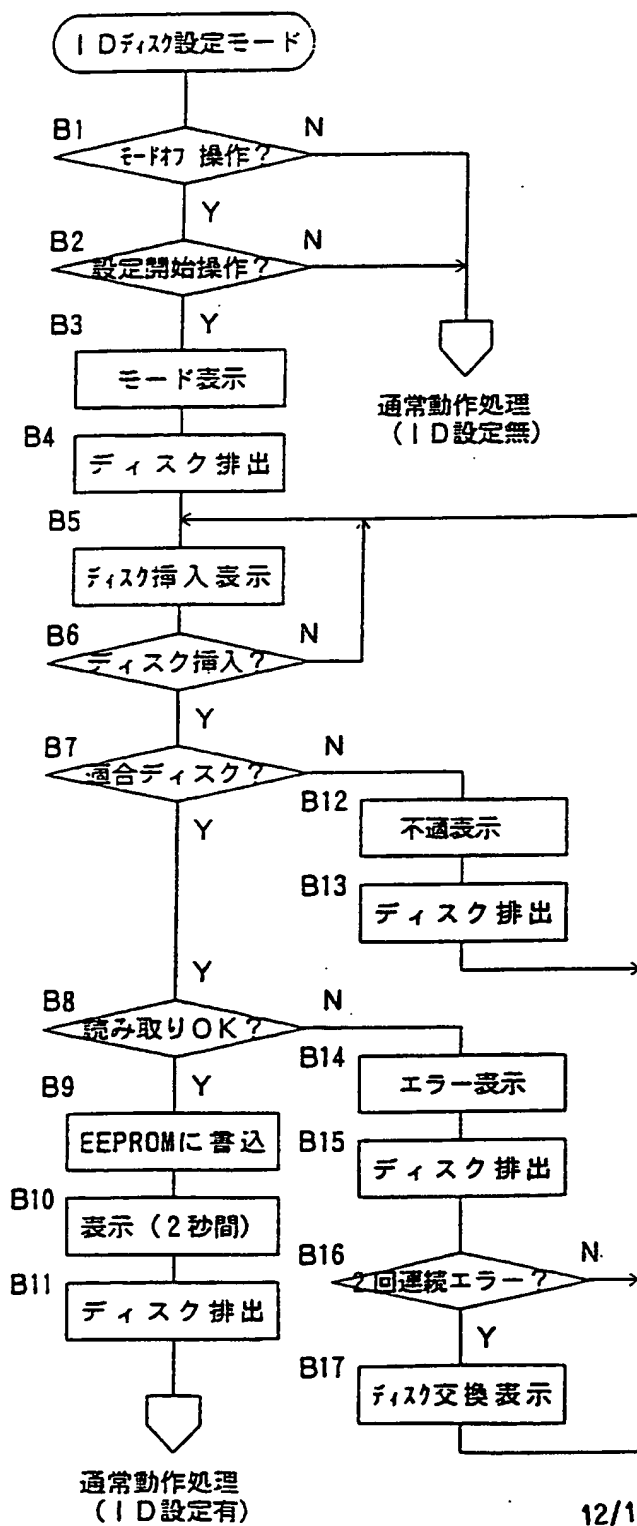 IDディスク設定モード
B1
モードオフ 操作?
N
Y
B2
設定開始操作?
N
Y
B3
モード表示
通常動作処理
(ID設定無)
B4
ディスク排出
B5
ディスク挿入表示
B6
ディスク挿入?
N
Y
B7
適合ディスク?
N
Y
B12
不適表示
B13
ディスク排出
Y
B8
読み取りOK?
N
Y
B14
エラー表示
B9
EEPROMに書込
B15
ディスク排出
B10
表示(2秒間)
B16
2回連続エラー?
N
Y
B11
ディスク排出
B17
ディスク交換表示
通常動作処理
(ID設定有)
12/1